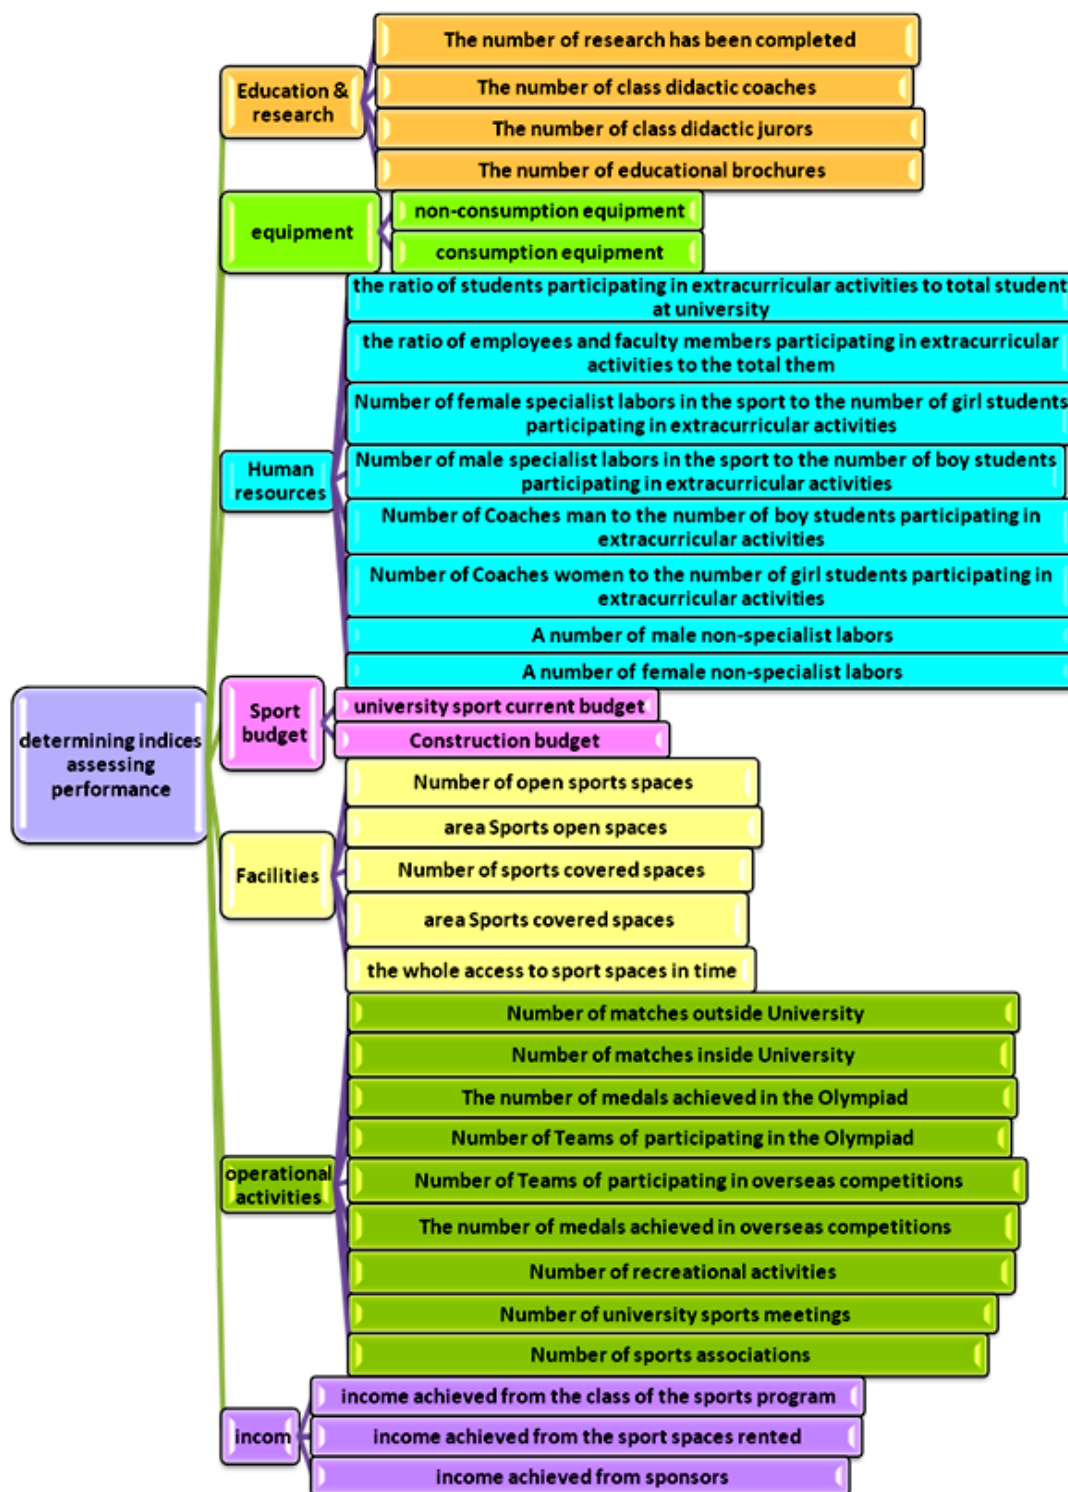 The number of research has been completed
Education &
research
The number of class didactic coaches
The number of class didactic jurors
The number of educational brochures
equipment
non-consumption equipment
consumption equipment
the ratio of students participating in extracurricular activities to total student
at university
the ratio of employees and faculty members participating in extracurricular
activities to the total them
Number of female specialist labors in the sport to the number of girl students
participating in extracurricular activities
Human
resources
Number of male specialist labors in the sport to the number of boy students
participating in extracurricular activities
Number of Coaches man to the number of boy students participating in
extracurricular activities
Number of Coaches women to the number of girl students participating in
extracurricular activities
A number of male non-specialist labors
A number of female non-specialist labors
determining indices
assessing
performance
Sport
budget
university sport current budget
Construction budget
Facilities
Number of open sports spaces
area Sports open spaces
Number of sports covered spaces
area Sports covered spaces
the whole access to sport spaces in time
operational
activities
Number of matches outside University
Number of matches inside University
The number of medals achieved in the Olympiad
Number of Teams of participating in the Olympiad
Number of Teams of participating in overseas competitions
The number of medals achieved in overseas competitions
Number of recreational activities
Number of university sports meetings
Number of sports associations
incom
income achieved from the class of the sports program
income achieved from the sport spaces rented
income achieved from sponsors